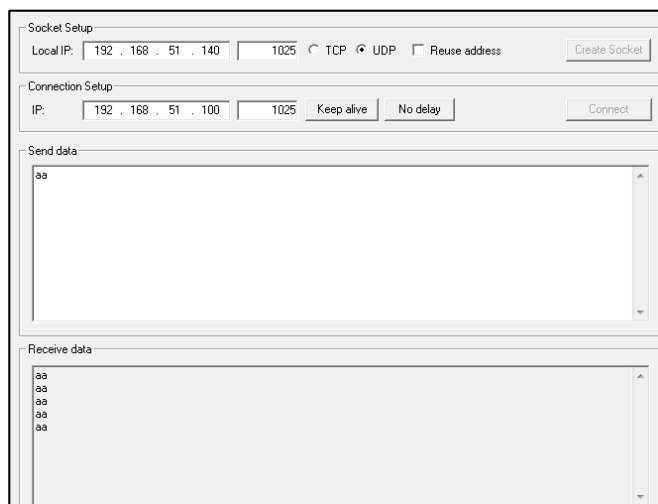 Socket Setup
Local IP: 192 . 168 . 51 . 140 1025 TCP UDP Reuse address Create Socket
Connection Setup
IP: 192 . 168 . 51 . 100 1025 Keep alive No delay Connect
Send data
aa
Receive data
aa
aa
aa
aa
aa